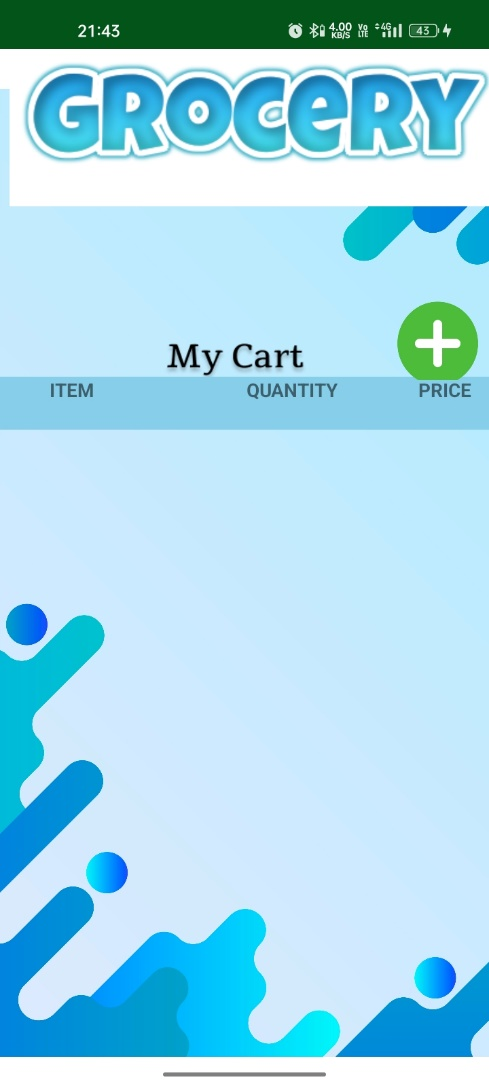 21:43
4.00
KB/S
Vo
LTE
4G
43
GROCERY
My Cart
ITEM QUANTITY PRICE